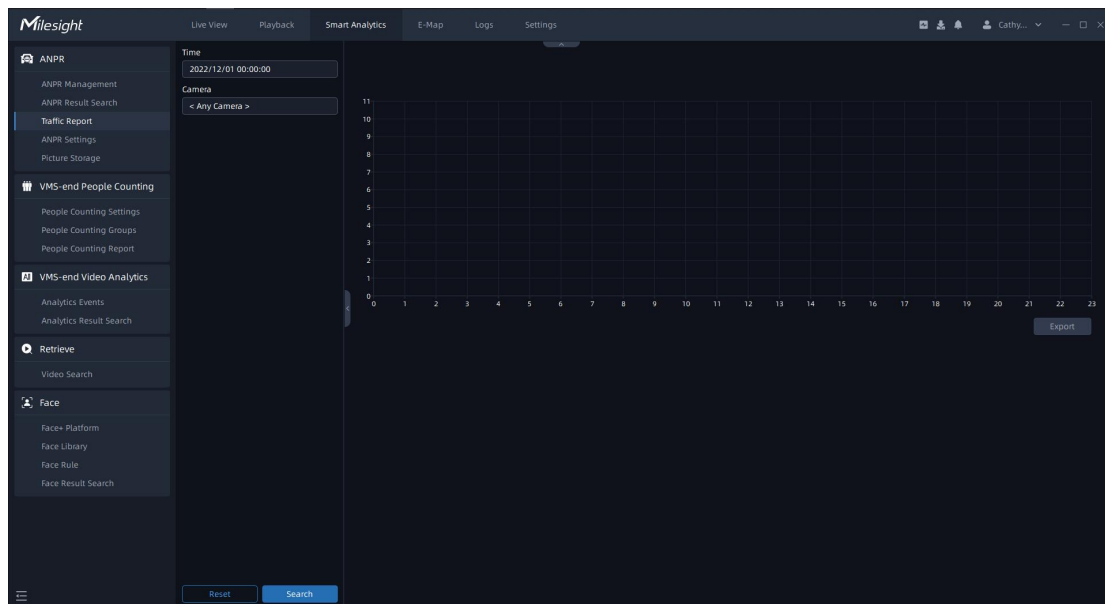 Milesight
Live View Playback Smart Analytics E-Map Logs Settings Cathy...
ANPR
ANPR Management
ANPR Result Search
Traffic Report
ANPR Settings
Picture Storage
VMS-end People Counting
People Counting Settings
People Counting Groups
People Counting Report
AI VMS-end Video Analytics
Analytics Events
Analytics Result Search
Retrieve
Video Search
Face
Face+ Platform
Face Library
Face Rule
Face Result Search
Time
2022/12/01 00:00:00
Camera
< Any Camera >
Reset Search
11
10
9
8
7
6
5
4
3
2
1
0
0 1 2 3 4 5 6 7 8 9 10 11 12 13 14 15 16 17 18 19 20 21 22 23
Export